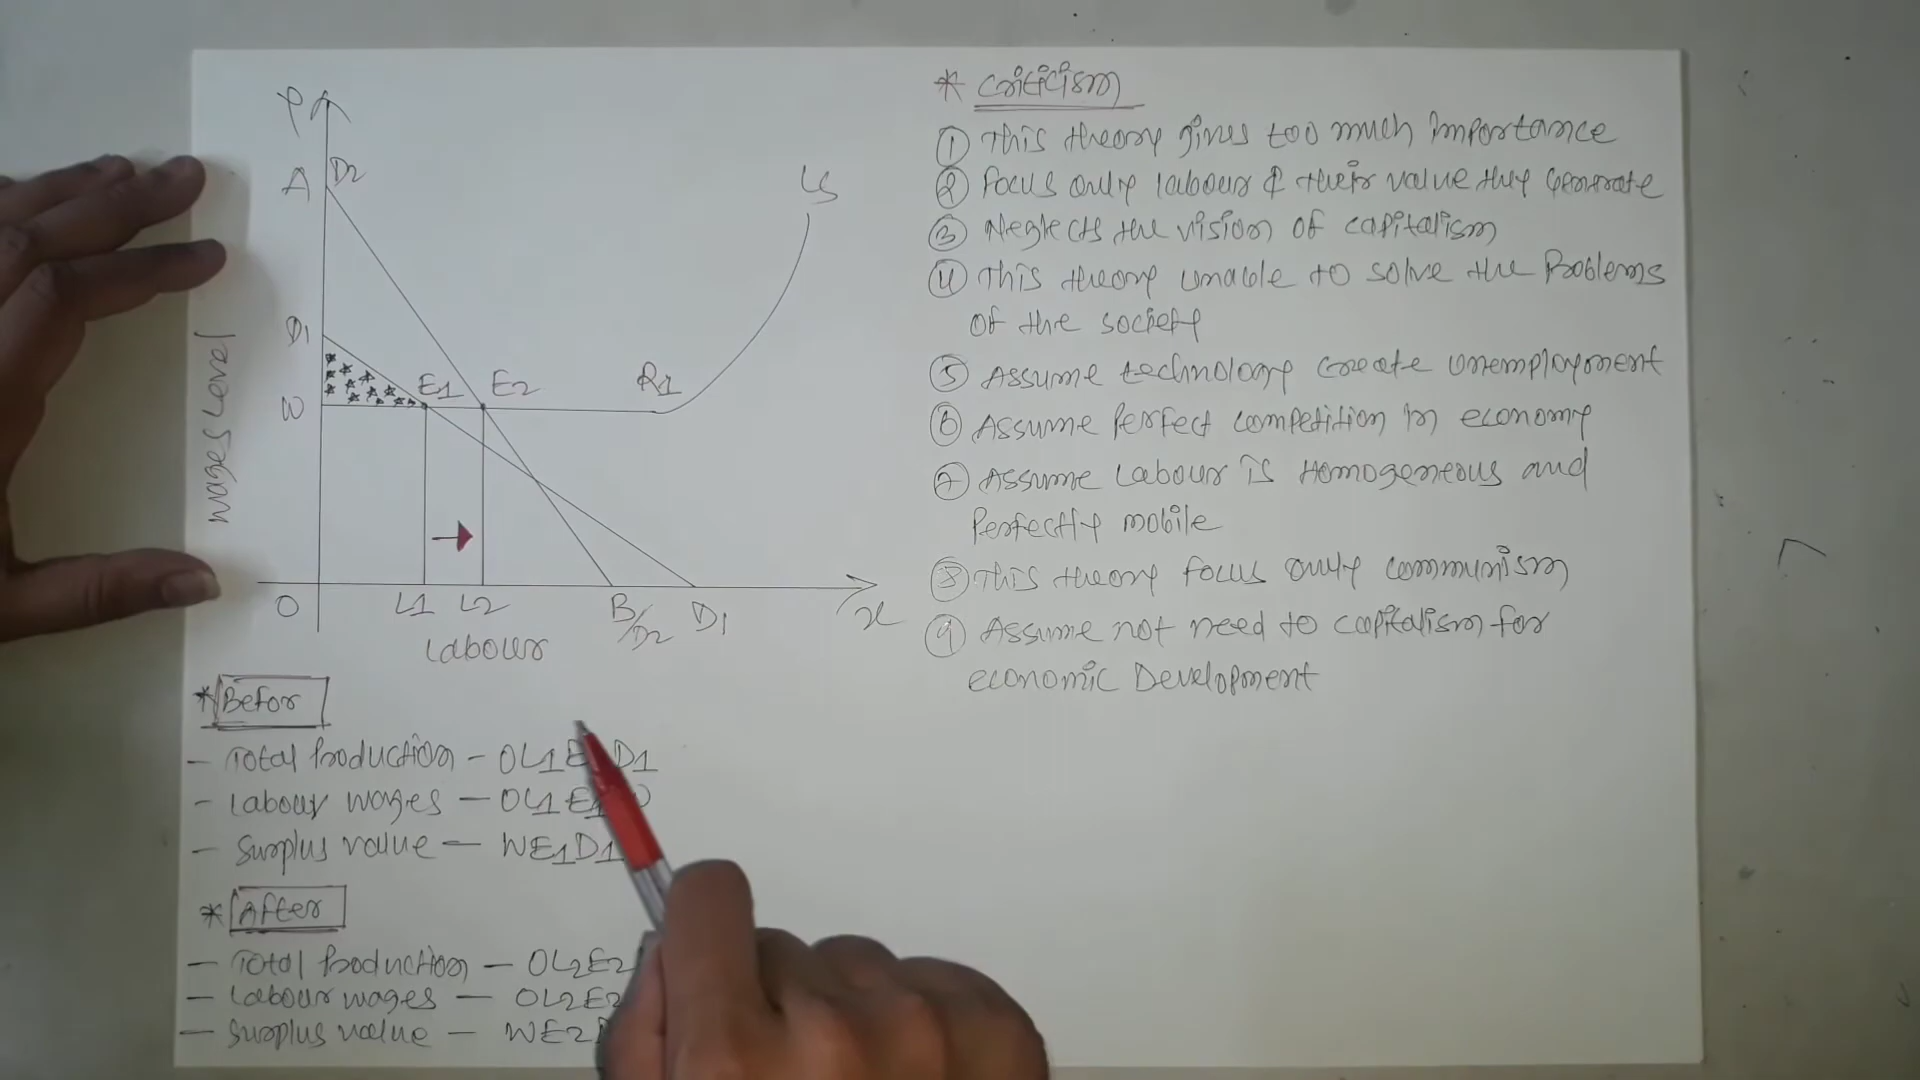 P
A D2
D1
W
E1 E2 R1 LS
wages level
O L1 L2 B/D2 D1 x
Labour
* Befor
- Total Production - OL1E D1
- Labour wages - OL1E1
- Surplus value - WE1D1
* After
- Total Production - OL2E2
- Labour wages - OL2E2
- Surplus value - WE2
* Criticism
① This theory gives too much Importance
② Focus only labour & their value they Generate
③ Neglects the vision of capitalism
④ This theory unable to solve the Problems
of the society
⑤ Assume technology create unemployment
⑥ Assume Perfect competition in economy
⑦ Assume Labour is Homogeneous and
Perfectly mobile
⑧ This theory focus only communism
⑨ Assume not need to capitalism for
economic Development